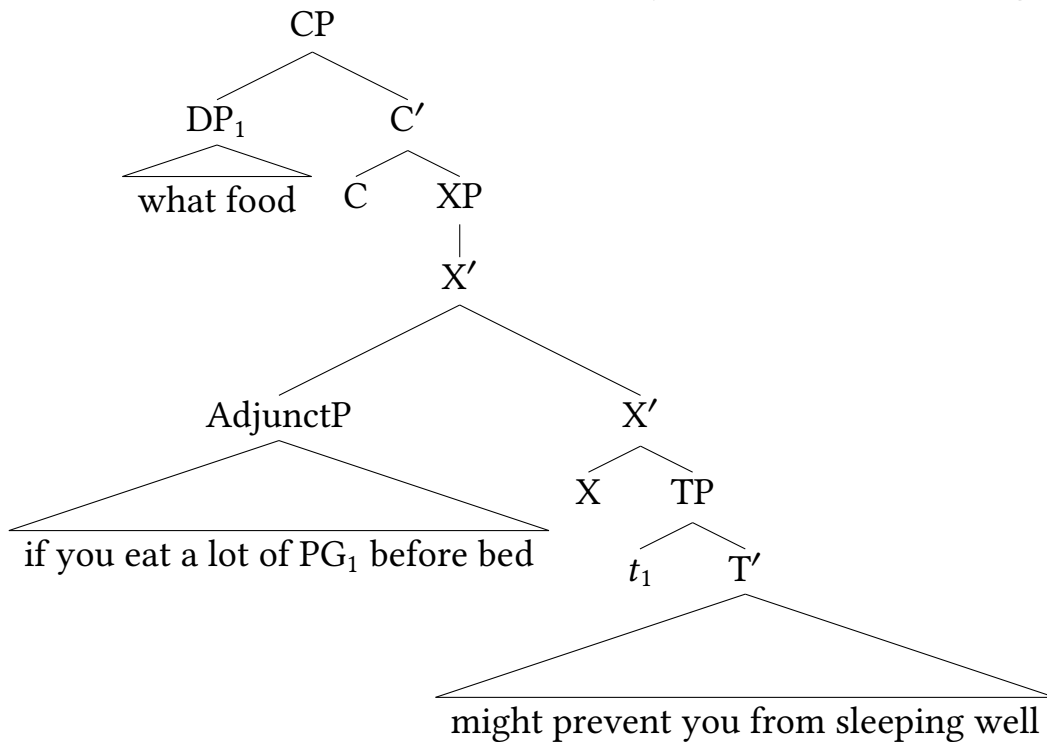 CP
DP₁ C′
what food C XP
X′
AdjunctP X′
X TP
if you eat a lot of PG₁ before bed
t₁ T′
might prevent you from sleeping well